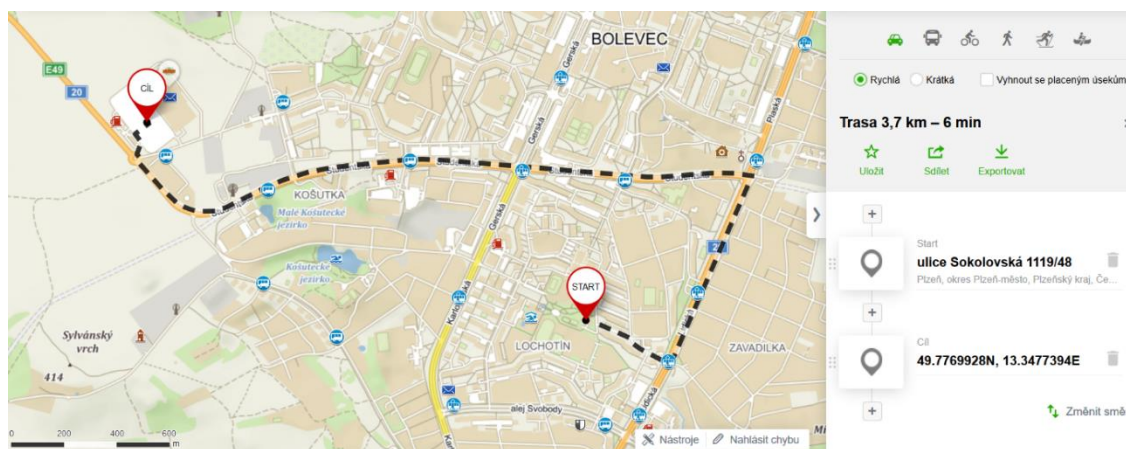 BOLEVEC
E49
20
CÍL
Gerská
Plaská
Gerská
KOŠUTKA
Malé Košutecké
jezírko
Košutecké
jezírko
START
LOCHOTÍN
ZAVADILKA
Sylvánský
vrch
414
alej Svobody
0 200 400 600
m
Nástroje
Nahlásit chybu
Rychlá
Krátká
Vyhnout se placeným úsekům
Trasa 3,7 km – 6 min
Uložit
Sdílet
Exportovat
+
Start
ulice Sokolovská 1119/48
Plzeň, okres Plzeň-město, Plzeňský kraj, Če...
+
Cíl
49.7769928N, 13.3477394E
+
Změnit smě